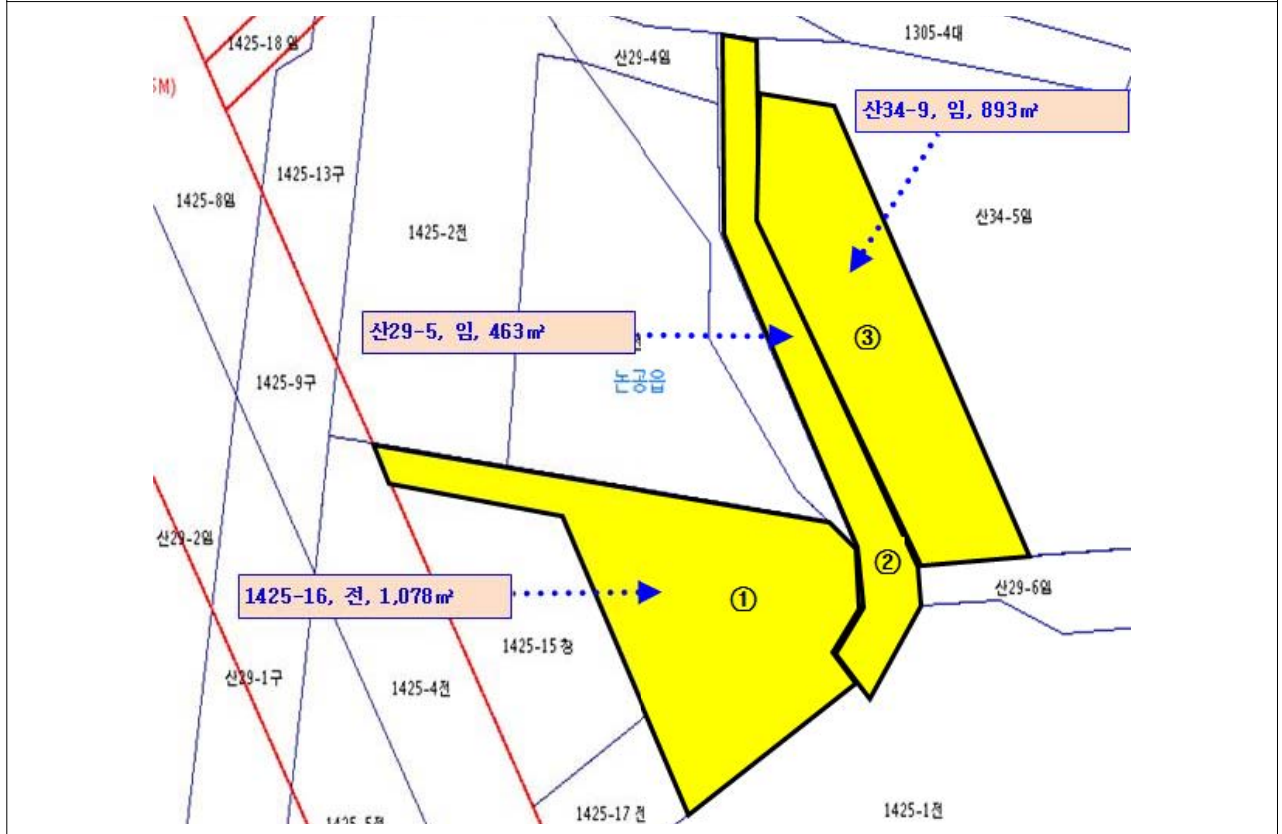 1305-4대
1425-18 임
산29-4임
5M)
산34-9, 임, 893㎡
1425-13구
1425-8임
산34-5임
1425-2전
산29-5, 임, 463㎡
③
논공읍
1425-9구
산29-2임
②
산29-6임
1425-16, 전, 1,078㎡
①
1425-15 창
산29-1구
1425-4전
1425-5전
1425-17 전
1425-1전